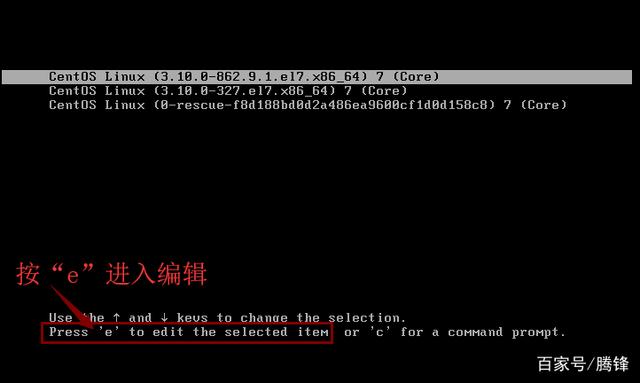 CentOS Linux (3.10.0-862.9.1.el7.x86_64) 7 (Core)
CentOS Linux (3.10.0-327.el7.x86_64) 7 (Core)
CentOS Linux (0-rescue-f8d188bd0d2a486ea9600cf1d0d158c8) 7 (Core)
按“e”进入编辑
Use the ↑ and ↓ keys to change the selection.
Press 'e' to edit the selected item or 'c' for a command prompt.
百家号/腾锋